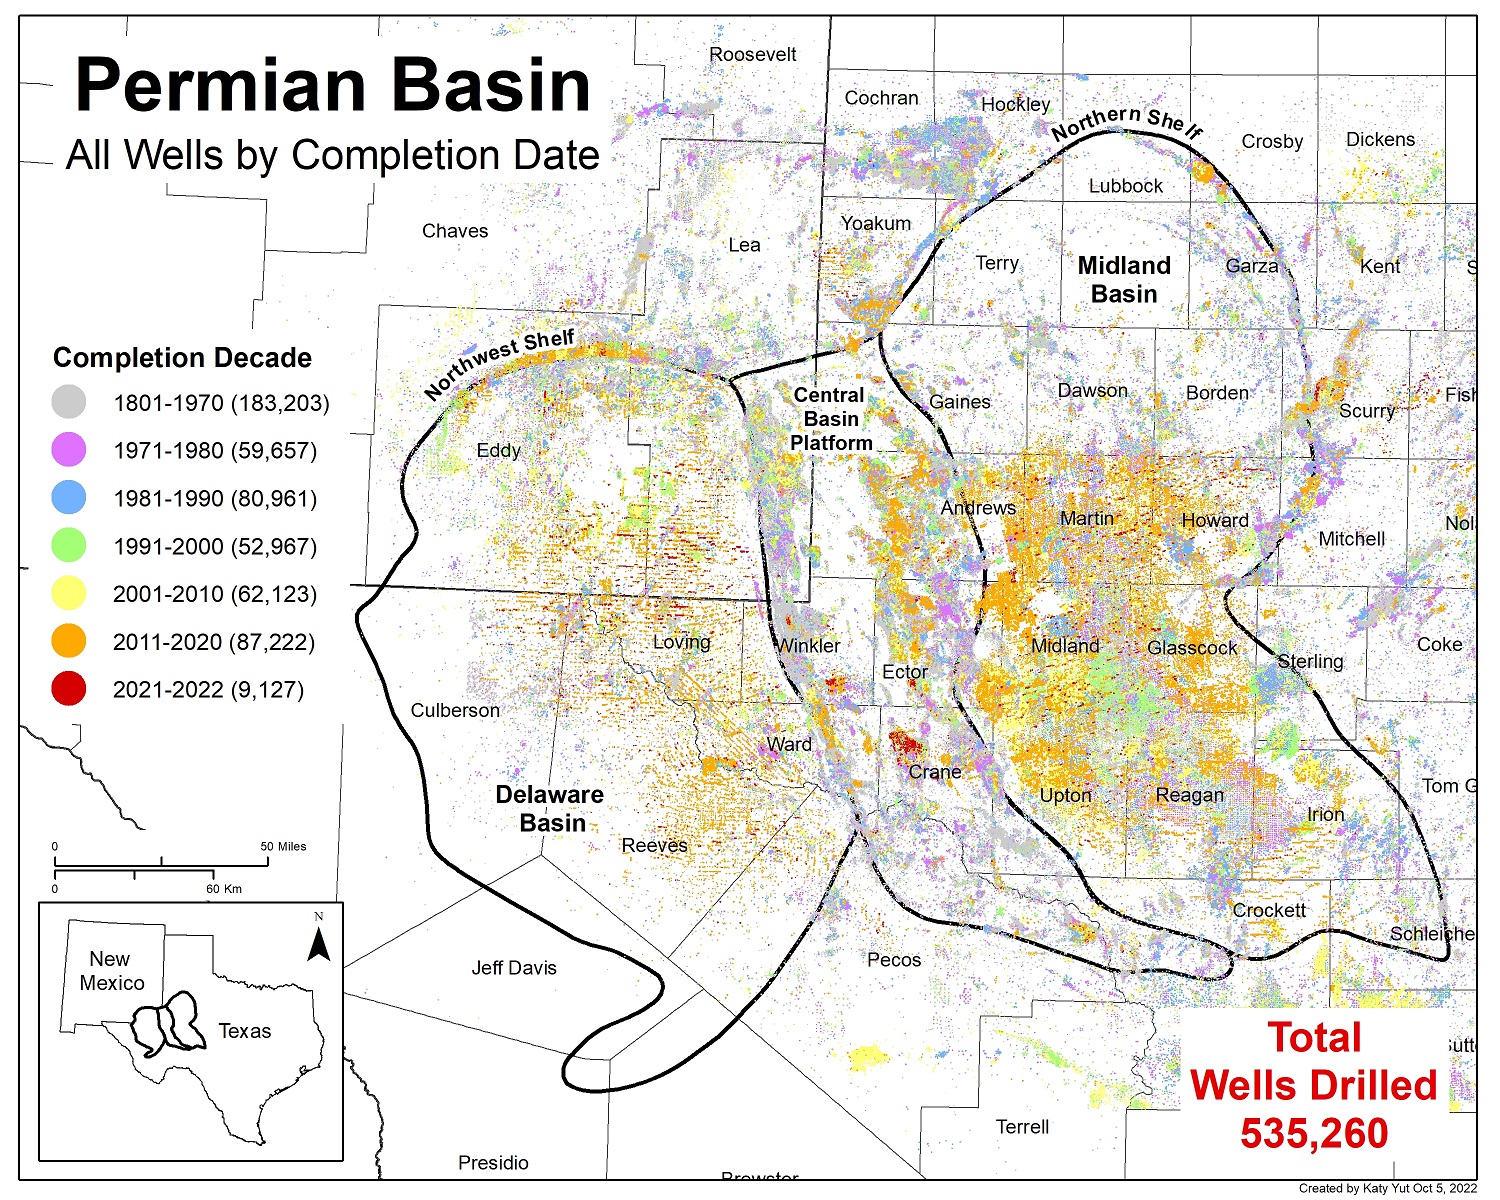 Permian Basin
All Wells by Completion Date
Roosevelt
Cochran
Hockley
Northern Shelf
Crosby
Dickens
Lubbock
Chaves
Lea
Yoakum
Terry
Midland
Basin
Garza
Kent
S
Northwest Shelf
Completion Decade
1801-1970 (183,203)
1971-1980 (59,657)
1981-1990 (80,961)
1991-2000 (52,967)
2001-2010 (62,123)
2011-2020 (87,222)
2021-2022 (9,127)
Central
Basin
Platform
Gaines
Dawson
Borden
Scurry
Fish
Eddy
Andrews
Martin
Howard
Mitchell
Nol
Loving
Winkler
Ector
Midland
Glasscock
Sterling
Coke
Culberson
Ward
Crane
Upton
Reagan
Irion
Tom G
Delaware
Basin
Reeves
0 50 Miles
0 60 Km
Crockett
Schleiche
Pecos
Jeff Davis
N
New
Mexico
Texas
Total
Wells Drilled
535,260
Sutt
Terrell
Presidio
Brewster
Created by Katy Yut Oct 5, 2022